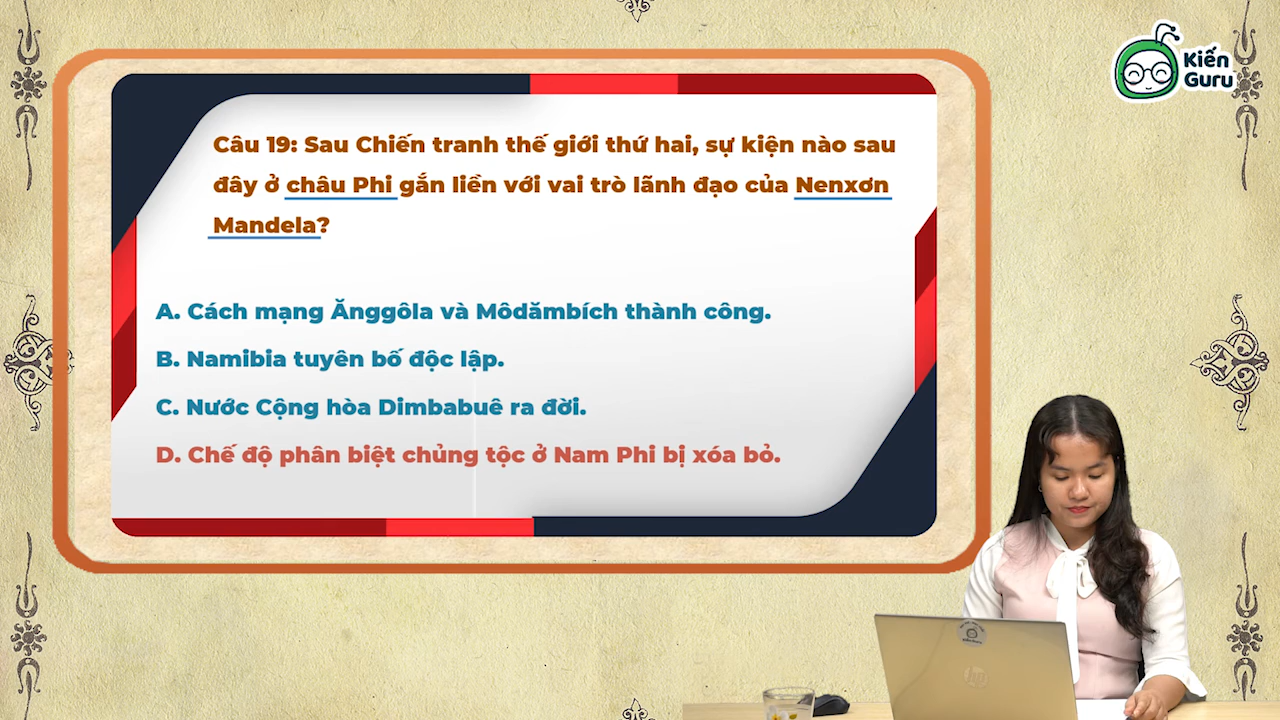 Kiến
Guru
Câu 19: Sau Chiến tranh thế giới thứ hai, sự kiện nào sau
đây ở châu Phi gắn liền với vai trò lãnh đạo của Nenxơn
Mandela?
A. Cách mạng Ănggôla và Môdămbích thành công.
B. Namibia tuyên bố độc lập.
C. Nước Cộng hòa Dimbabuê ra đời.
D. Chế độ phân biệt chủng tộc ở Nam Phi bị xóa bỏ.